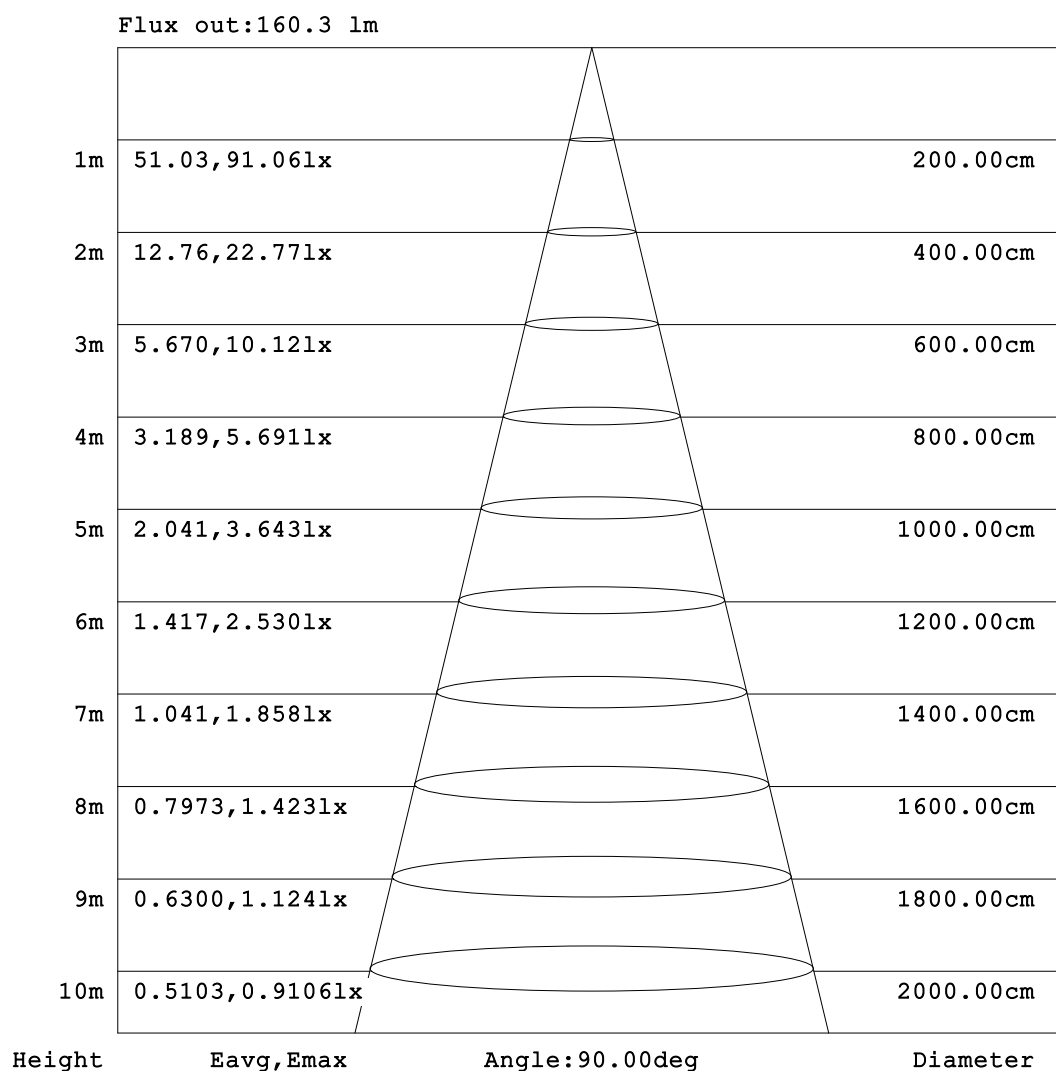 Flux out:160.3 lm
1m 51.03,91.06lx 200.00cm
2m 12.76,22.77lx 400.00cm
3m 5.670,10.12lx 600.00cm
4m 3.189,5.691lx 800.00cm
5m 2.041,3.643lx 1000.00cm
6m 1.417,2.530lx 1200.00cm
7m 1.041,1.858lx 1400.00cm
8m 0.7973,1.423lx 1600.00cm
9m 0.6300,1.124lx 1800.00cm
10m 0.5103,0.9106lx 2000.00cm
Height Eavg,Emax Angle:90.00deg Diameter